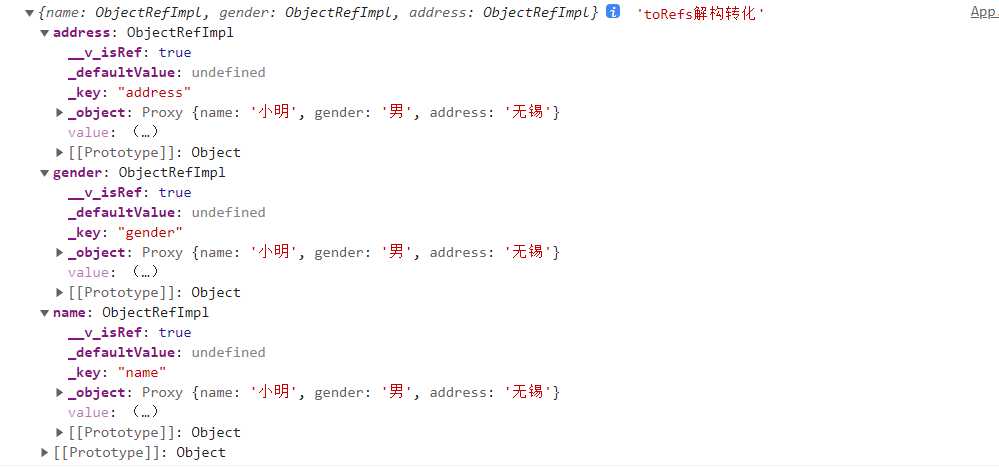 ▼{name: ObjectRefImpl, gender: ObjectRefImpl, address: ObjectRefImpl} i 'toRefs解构转化' App
▼address: ObjectRefImpl
__v_isRef: true
_defaultValue: undefined
_key: "address"
▶_object: Proxy {name: '小明', gender: '男', address: '无锡'}
value: (…)
▶[[Prototype]]: Object
▼gender: ObjectRefImpl
__v_isRef: true
_defaultValue: undefined
_key: "gender"
▶_object: Proxy {name: '小明', gender: '男', address: '无锡'}
value: (…)
▶[[Prototype]]: Object
▼name: ObjectRefImpl
__v_isRef: true
_defaultValue: undefined
_key: "name"
▶_object: Proxy {name: '小明', gender: '男', address: '无锡'}
value: (…)
▶[[Prototype]]: Object
▶[[Prototype]]: Object